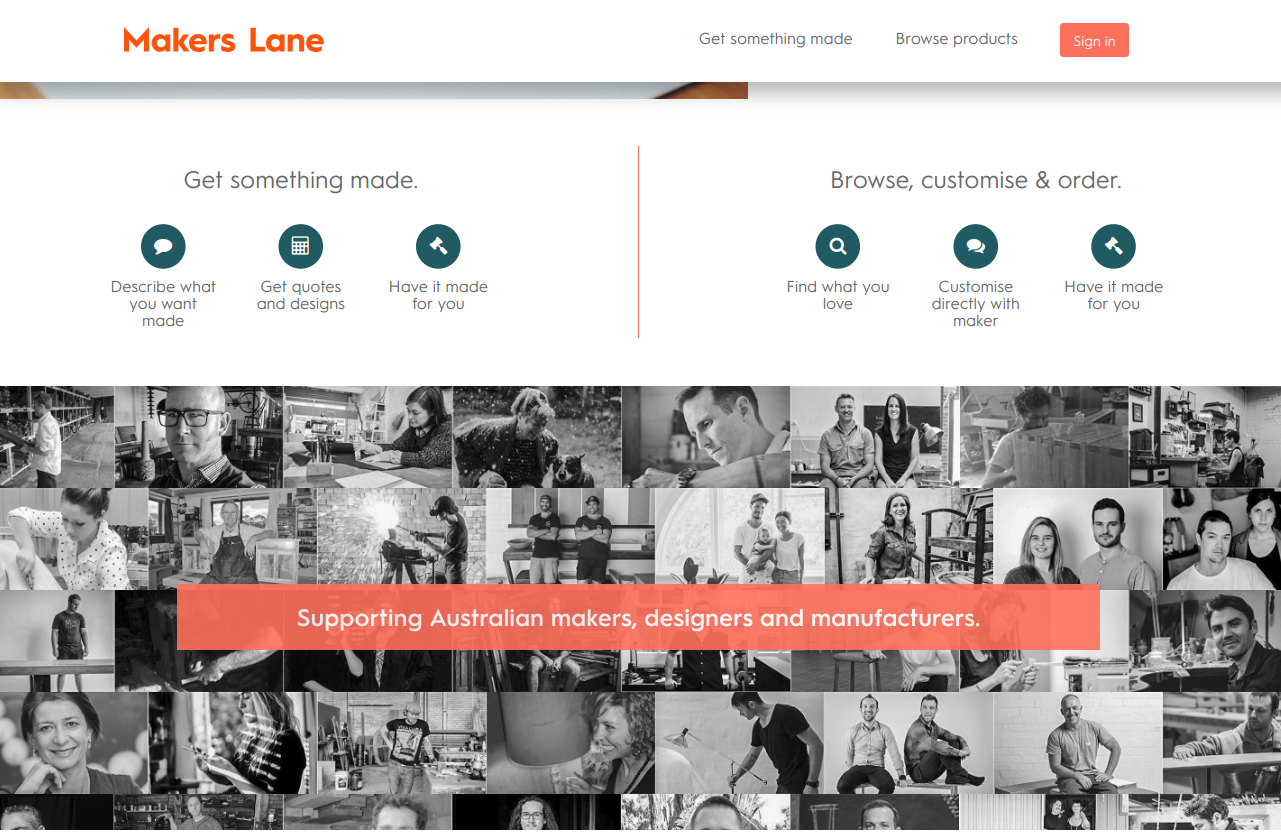 Makers Lane
Get something made
Browse products
Sign in
Get something made.
Describe what
you want
made
Get quotes
and designs
Have it made
for you
Browse, customise & order.
Find what you
love
Customise
directly with
maker
Have it made
for you
Supporting Australian makers, designers and manufacturers.